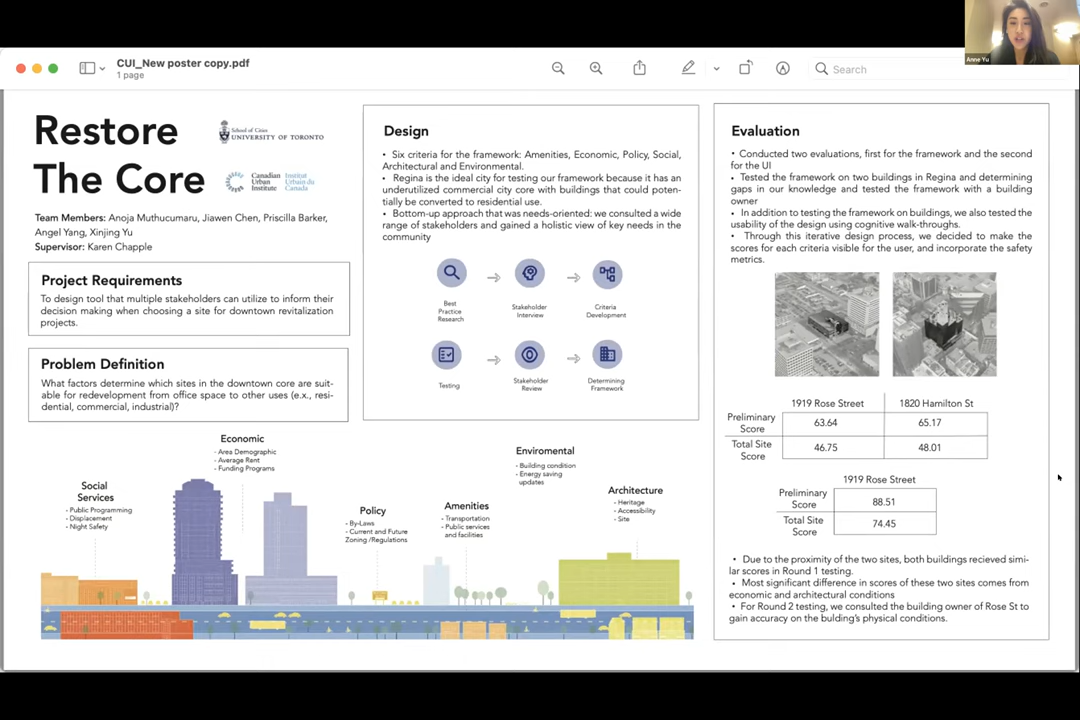 Anne Yu
CUI_New poster copy.pdf
1 page
Search
Restore
The Core
School of Cities
UNIVERSITY OF TORONTO
Canadian
Urban
Institute
Institut
Urbain du
Canada
Team Members: Anoja Muthucumaru, Jiawen Chen, Priscilla Barker,
Angel Yang, Xinjing Yu
Supervisor: Karen Chapple
Project Requirements
To design tool that multiple stakeholders can utilize to inform their
decision making when choosing a site for downtown revitalization
projects.
Problem Definition
What factors determine which sites in the downtown core are suit-
able for redevelopment from office space to other uses (e.x., resi-
dential, commercial, industrial)?
Design
• Six criteria for the framework: Amenities, Economic, Policy, Social,
Architectural and Environmental.
• Regina is the ideal city for testing our framework because it has an
underutilized commercial city core with buildings that could poten-
tially be converted to residential use.
• Bottom-up approach that was needs-oriented: we consulted a wide
range of stakeholders and gained a holistic view of key needs in the
community
Best
Practice
Research
Stakeholder
Interview
Criteria
Development
Testing
Stakeholder
Review
Determining
Framework
Social
Services
- Public Programming
- Displacement
- Night Safety
Economic
- Area Demographic
- Average Rent
- Funding Programs
Policy
- By-Laws
- Current and Future
Zoning /Regulations
Amenities
- Transportation
- Public services
and facilities
Enviromental
- Building condition
- Energy saving
updates
Architecture
- Heritage
- Accessibility
- Site
Evaluation
• Conducted two evaluations, first for the framework and the second
for the UI
• Tested the framework on two buildings in Regina and determining
gaps in our knowledge and tested the framework with a building
owner
• In addition to testing the framework on buildings, we also tested the
usability of the design using cognitive walk-throughs.
• Through this iterative design process, we decided to make the
scores for each criteria visible for the user, and incorporate the safety
metrics.
1919 Rose Street 1820 Hamilton St
Preliminary
Score 63.64 65.17
Total Site
Score 46.75 48.01
1919 Rose Street
Preliminary
Score 88.51
Total Site
Score 74.45
• Due to the proximity of the two sites, both buildings recieved simi-
lar scores in Round 1 testing.
• Most significant difference in scores of these two sites comes from
economic and architectural conditions
• For Round 2 testing, we consulted the building owner of Rose St to
gain accuracy on the bulding's physical conditions.